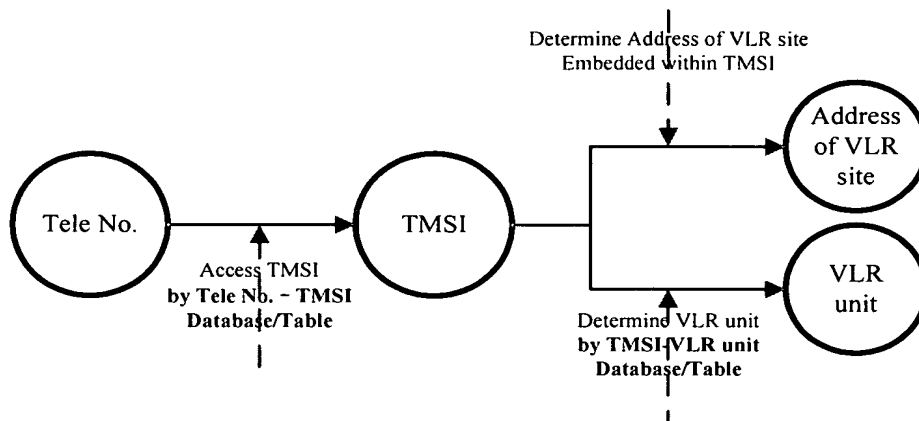 Determine Address of VLR site
Embedded within TMSI
Address
of VLR
site
Tele No.
TMSI
Access TMSI
by Tele No. – TMSI
Database/Table
VLR
unit
Determine VLR unit
by TMSI-VLR unit
Database/Table